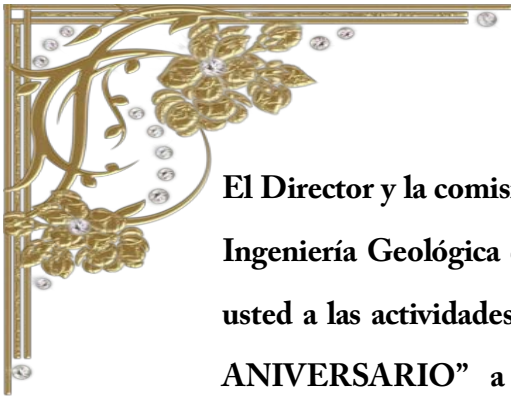 El Director y la comis
Ingeniería Geológica
usted a las actividades
ANIVERSARIO” a